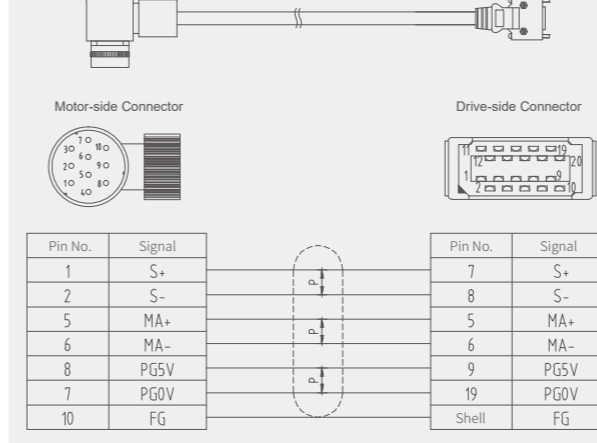 Motor-side Connector Drive-side Connector
7 10
3 6
2 9
5
1 8
4
11 19
12 20
1 9
2 10
Pin No. Signal Pin No. Signal
1 S+ 7 S+
P
2 S- 8 S-
5 MA+ 5 MA+
P
6 MA- 6 MA-
8 PG5V 9 PG5V
P
7 PG0V 19 PG0V
10 FG Shell FG